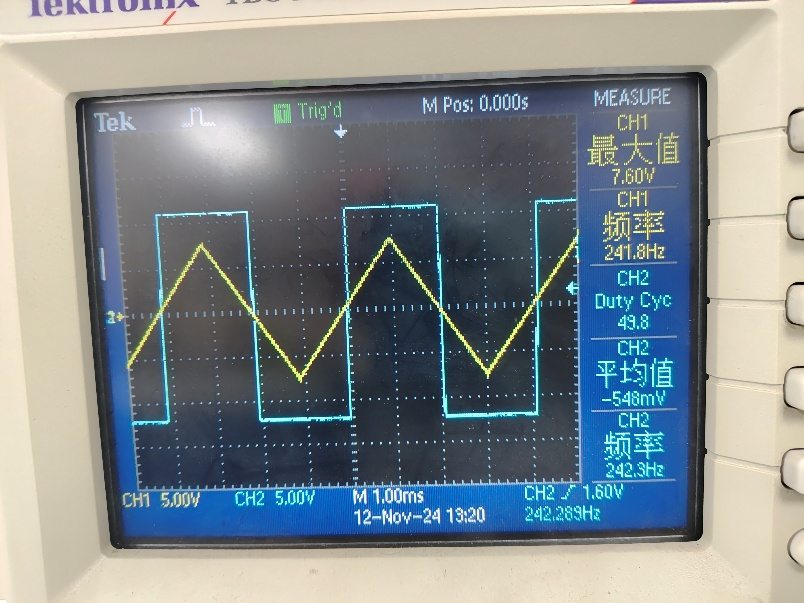 Tektronix
Tek
Trig'd
M Pos: 0.000s
MEASURE
CH1
最大值
7.60V
CH1
频率
241.8Hz
CH2
Duty Cyc
49.8
CH2
平均值
-548mV
CH2
频率
242.3Hz
2
CH1 5.00V
CH2 5.00V
M 1.00ms
CH2 / 1.60V
12-Nov-24 13:20
242.289Hz